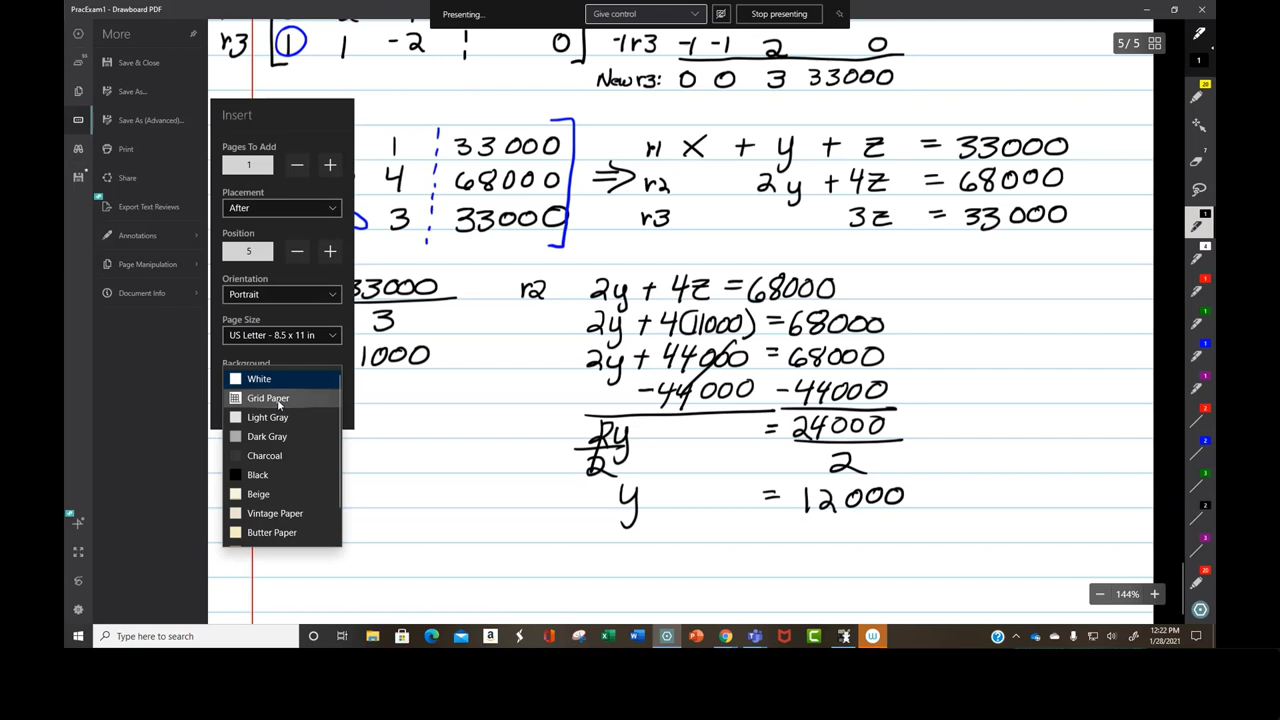 PracExam1 - Drawboard PDF
Presenting...
Give control
Stop presenting
More
Save & Close
Save As...
Save As (Advanced)...
Print
Share
Export Text Reviews
Annotations
Page Manipulation
Document Info
Insert
Pages To Add
1
Placement
After
Position
5
Orientation
Portrait
Page Size
US Letter - 8.5 x 11 in
Background
White
Grid Paper
Light Gray
Dark Gray
Charcoal
Black
Beige
Vintage Paper
Butter Paper
5/5
r3 [ 1 1 -2 0 ]
-1r3 -1 -1 2 0
New r3: 0 0 3 33000
1 33000
4 68000
3 33000
⇒
r1 x + y + z = 33000
r2 2y + 4z = 68000
r3 3z = 33000
33000
3
1000
r2 2y + 4z = 68000
2y + 4(11000) = 68000
2y + 44000 = 68000
-44000 -44000
2y = 24000
2 2
y = 12000
144%
Type here to search
12:22 PM
1/28/2021